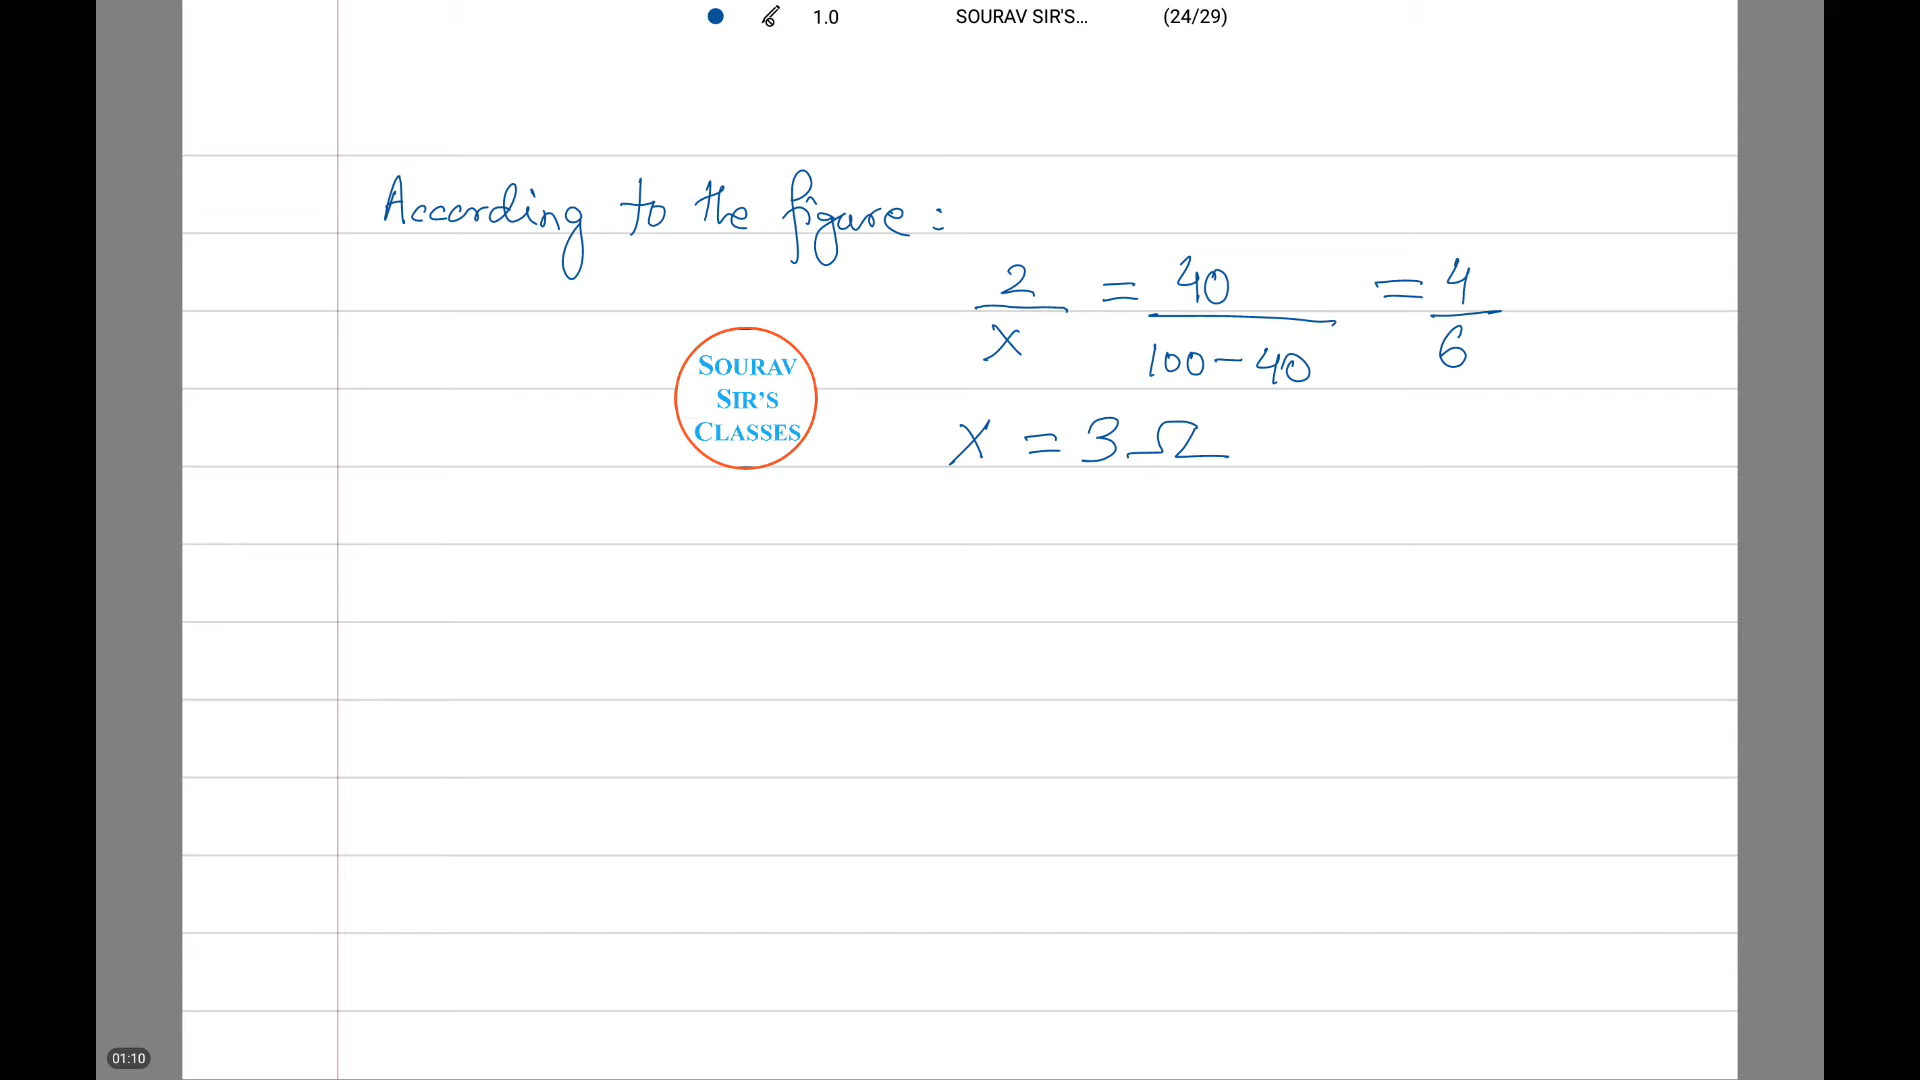 1.0 SOURAV SIR'S... (24/29)
According to the figure :
2/x = 40/(100-40) = 4/6
SOURAV
SIR'S
CLASSES
x = 3Ω
01:10